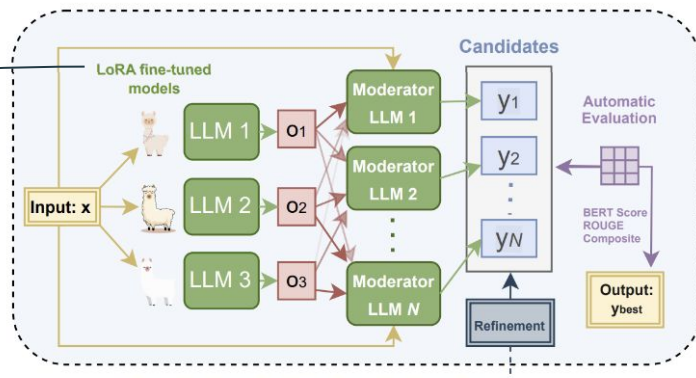 Candidates
LoRA fine-tuned
models
LLM 1
O1
Moderator
LLM 1
y1
Automatic
Evaluation
Input: x
LLM 2
O2
Moderator
LLM 2
y2
BERT Score
ROUGE
Composite
LLM 3
O3
Moderator
LLM N
yN
Refinement
Output:
ybest